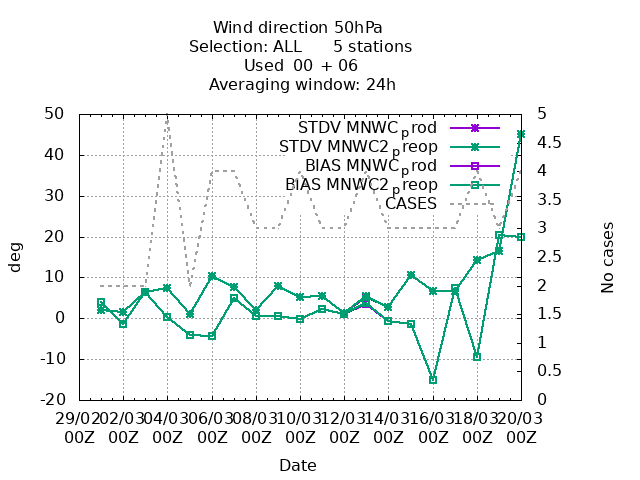 Wind direction 50hPa
Selection: ALL 5 stations
Used 00 + 06
Averaging window: 24h
STDV MNWC_prod
STDV MNWC2_preop
BIAS MNWC_prod
BIAS MNWC2_preop
CASES
50
40
30
20
10
0
-10
-20
deg
5
4.5
4
3.5
3
2.5
2
1.5
1
0.5
0
No cases
29/02 02/03 04/03 06/03 08/03 10/03 12/03 14/03 16/03 18/03 20/03
00Z 00Z 00Z 00Z 00Z 00Z 00Z 00Z 00Z 00Z 00Z
Date